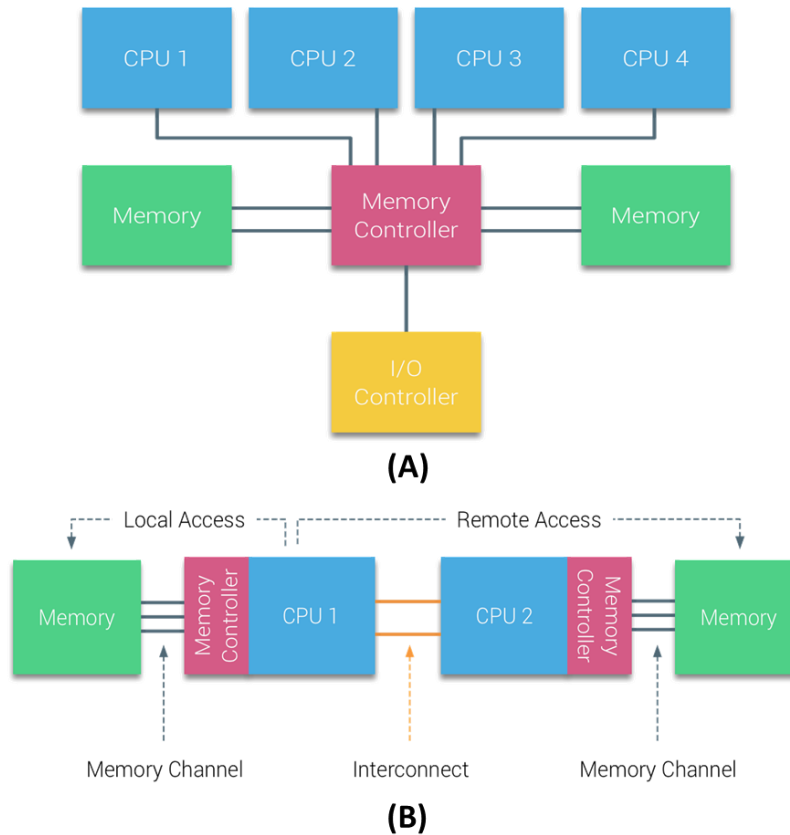 CPU 1
CPU 2
CPU 3
CPU 4
Memory
Memory
Controller
Memory
I/O
Controller
(A)
Local Access
Remote Access
Memory
Memory
Controller
CPU 1
CPU 2
Memory
Controller
Memory
Memory Channel
Interconnect
Memory Channel
(B)